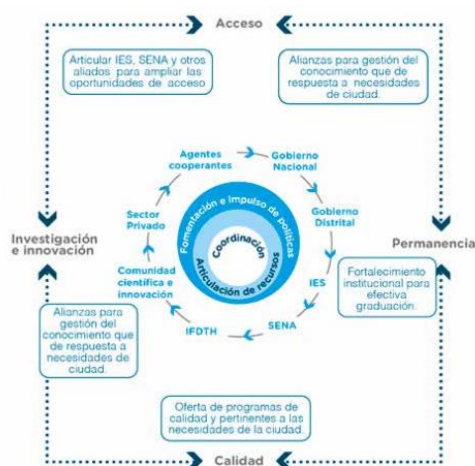 Acceso
Articular IES, SENA y otros
aliados para ampliar las
oportunidades de acceso
Alianzas para gestión del
conocimiento que de
respuesta a necesidades
de ciudad.
Agentes
cooperantes
Gobierno
Nacional
Sector
Privado
Gobierno
Distrital
Fomentación e Impulso de políticas
Coordinación
Articulación de recursos
Investigación
e innovación
Permanencia
Comunidad
científica e
innovación
IES
IFDTH
SENA
Fortalecimiento
institucional para
efectiva
graduación.
Alianzas para
gestión del
conocimiento que
de respuesta a
necesidades de
ciudad.
Oferta de programas de
calidad y pertinentes a las
necesidades de la ciudad.
Calidad